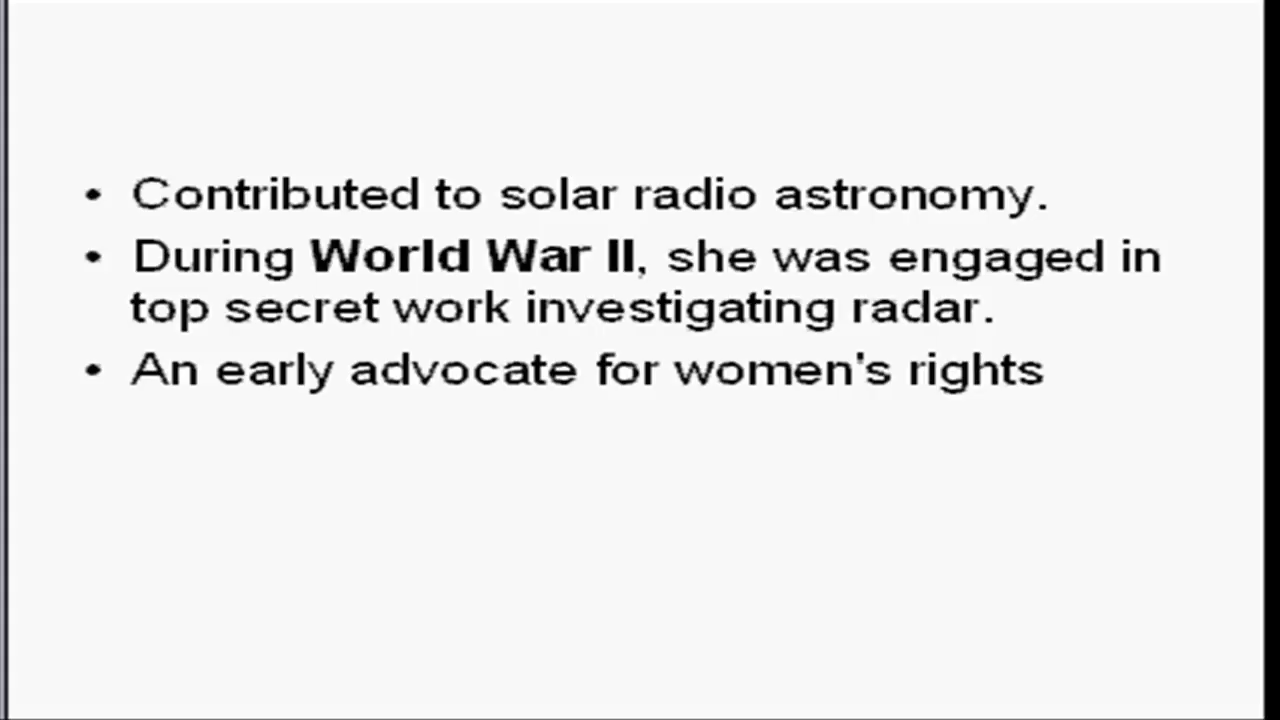 • Contributed to solar radio astronomy.
• During World War II, she was engaged in
top secret work investigating radar.
• An early advocate for women's rights